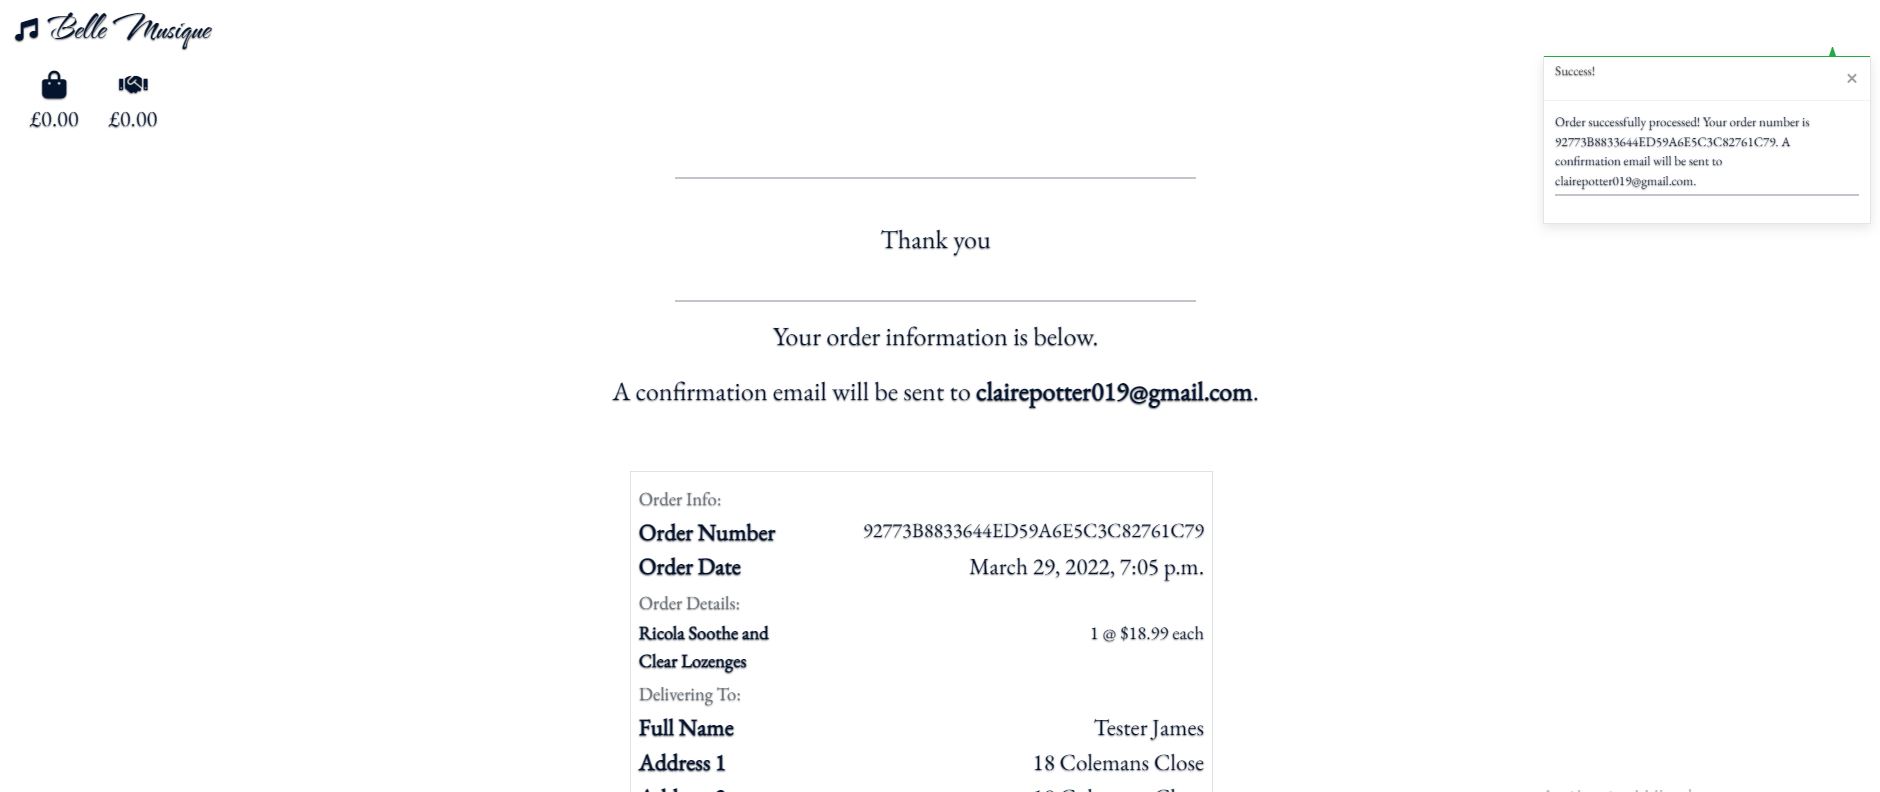 Belle Musique
£0.00 £0.00
Success!
Order successfully processed! Your order number is
92773B8833644ED59A6E5C3C82761C79. A
confirmation email will be sent to
clairepotter019@gmail.com.
Thank you
Your order information is below.
A confirmation email will be sent to clairepotter019@gmail.com.
Order Info:
Order Number 92773B8833644ED59A6E5C3C82761C79
Order Date March 29, 2022, 7:05 p.m.
Order Details:
Ricola Soothe and 1 @ $18.99 each
Clear Lozenges
Delivering To:
Full Name Tester James
Address 1 18 Colemans Close